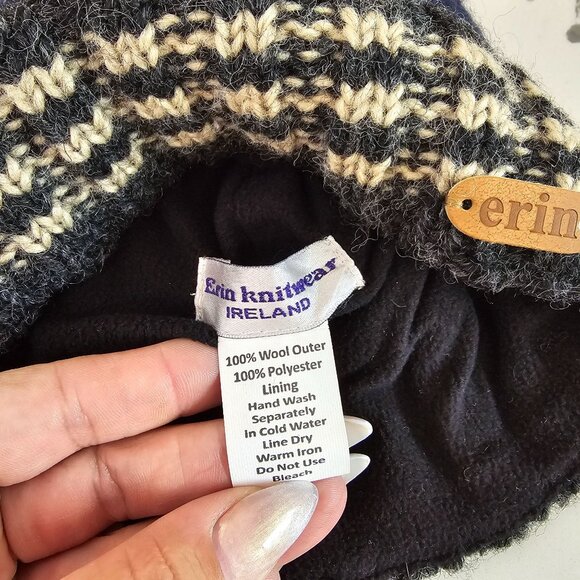 Erin knitwear
IRELAND
100% Wool Outer
100% Polyester
Lining
Hand Wash
Separately
In Cold Water
Line Dry
Warm Iron
Do Not Use
Bleach
erin